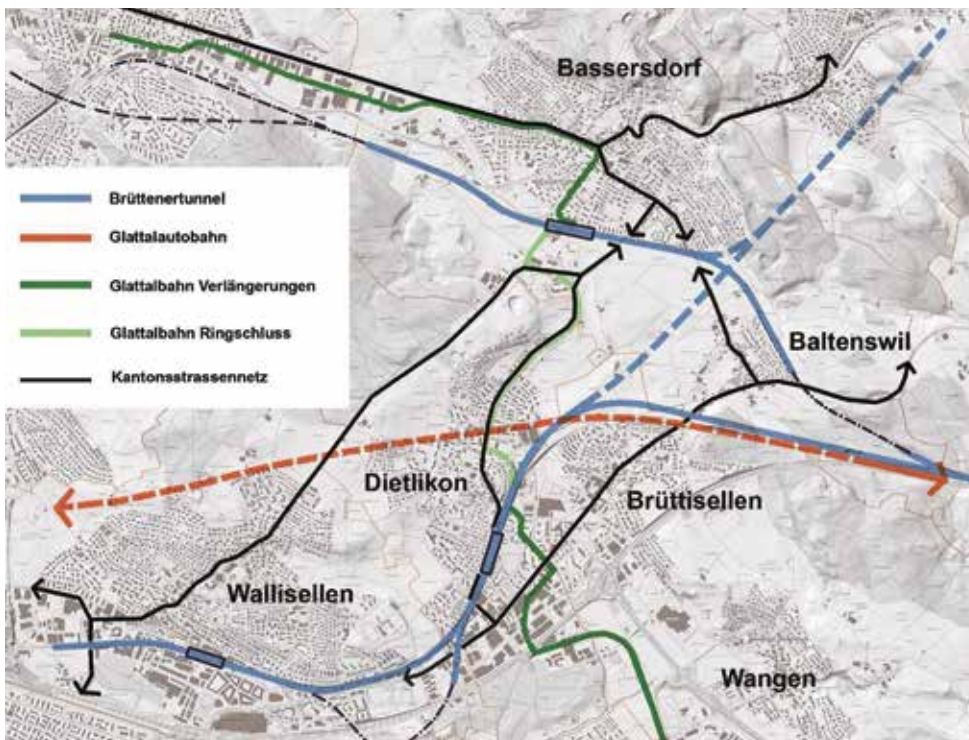 Bassersdorf
Brüttenertunnel
Glattalautobahn
Glattalbahn Verlängerungen
Glattalbahn Ringschluss
Kantonsstrassennetz
Baltenswil
Dietlikon
Brüttisellen
Wallisellen
Wangen